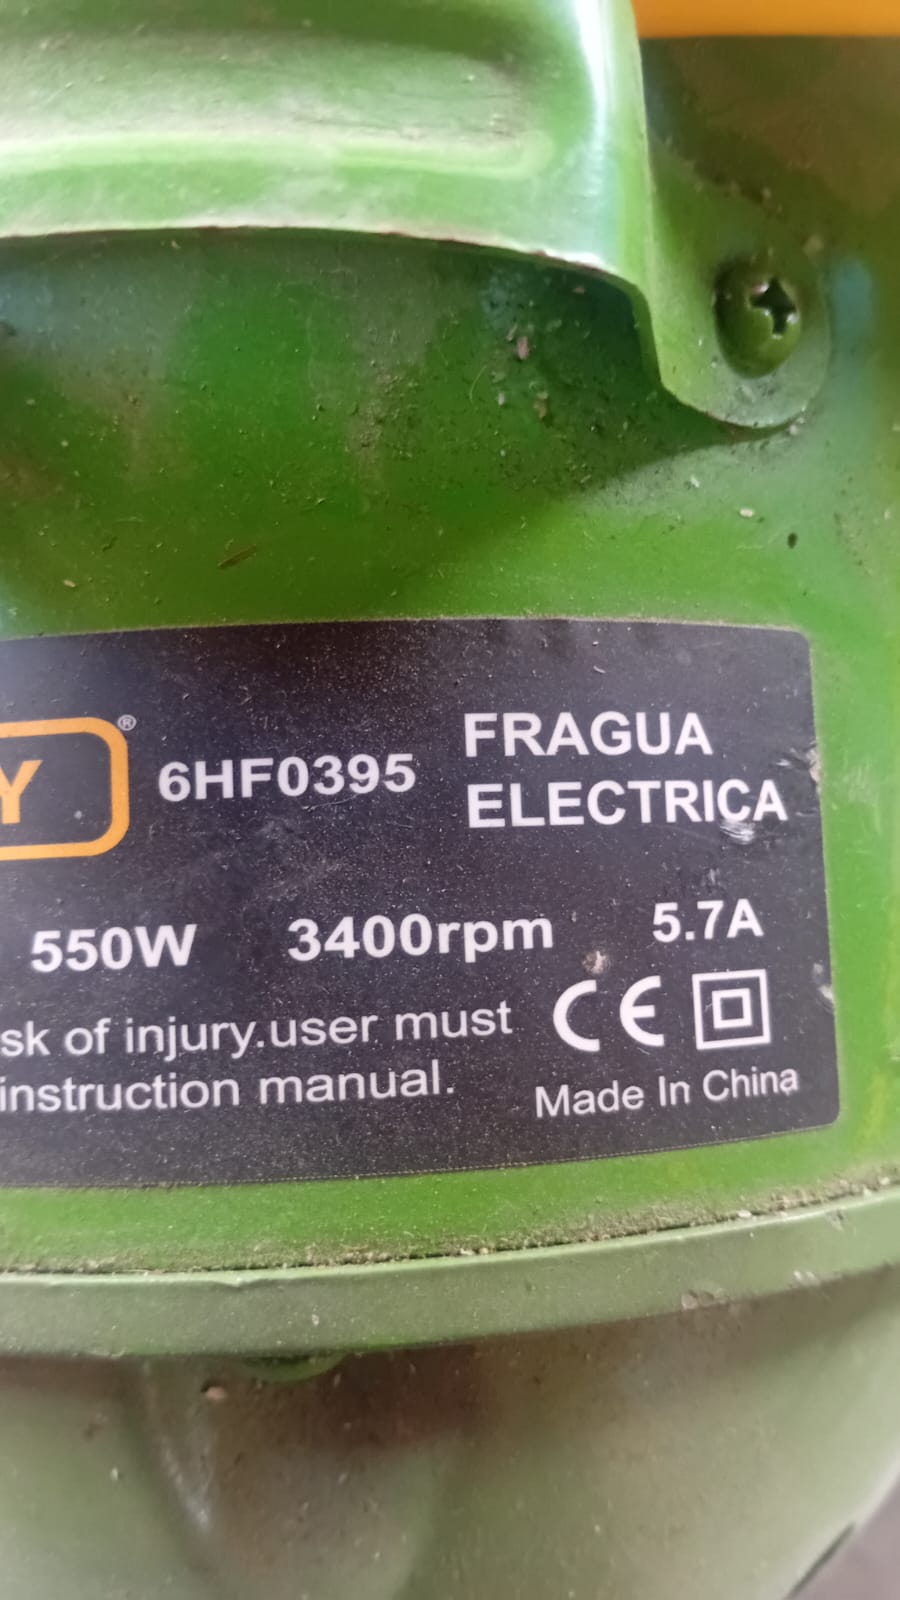 Y ® 6HF0395 FRAGUA
ELECTRICA
550W 3400rpm 5.7A
sk of injury.user must CE
instruction manual.
Made In China